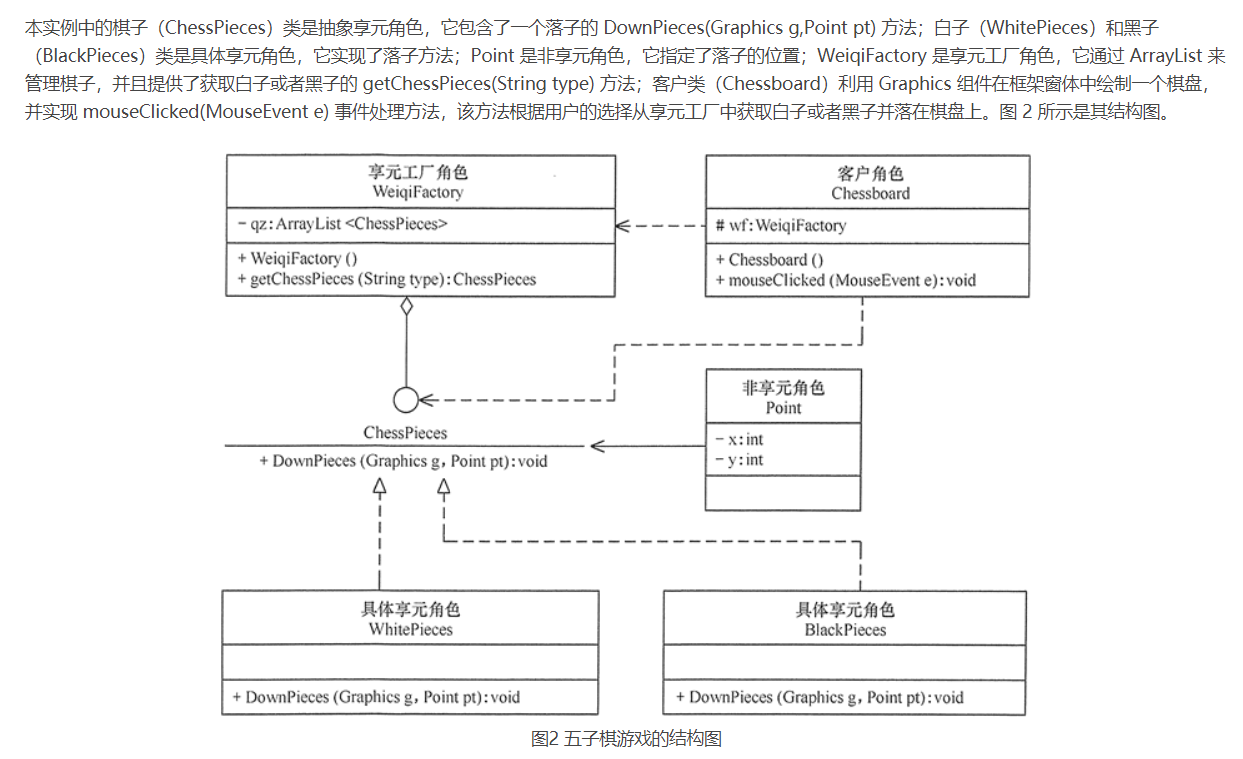 本实例中的棋子（ChessPieces）类是抽象享元角色，它包含了一个落子的 DownPieces(Graphics g,Point pt) 方法；白子（WhitePieces）和黑子
（BlackPieces）类是具体享元角色，它实现了落子方法；Point 是非享元角色，它指定了落子的位置；WeiqiFactory 是享元工厂角色，它通过 ArrayList 来
管理棋子，并且提供了获取白子或者黑子的 getChessPieces(String type) 方法；客户类（Chessboard）利用 Graphics 组件在框架窗体中绘制一个棋盘，
并实现 mouseClicked(MouseEvent e) 事件处理方法，该方法根据用户的选择从享元工厂中获取白子或者黑子并落在棋盘上。图 2 所示是其结构图。
享元工厂角色
WeiqiFactory
- qz:ArrayList <ChessPieces>
+ WeiqiFactory ()
+ getChessPieces (String type):ChessPieces
客户角色
Chessboard
# wf:WeiqiFactory
+ Chessboard ()
+ mouseClicked (MouseEvent e):void
非享元角色
Point
- x:int
- y:int
ChessPieces
+ DownPieces (Graphics g，Point pt):void
具体享元角色
WhitePieces
+ DownPieces (Graphics g，Point pt):void
具体享元角色
BlackPieces
+ DownPieces (Graphics g，Point pt):void
图2 五子棋游戏的结构图